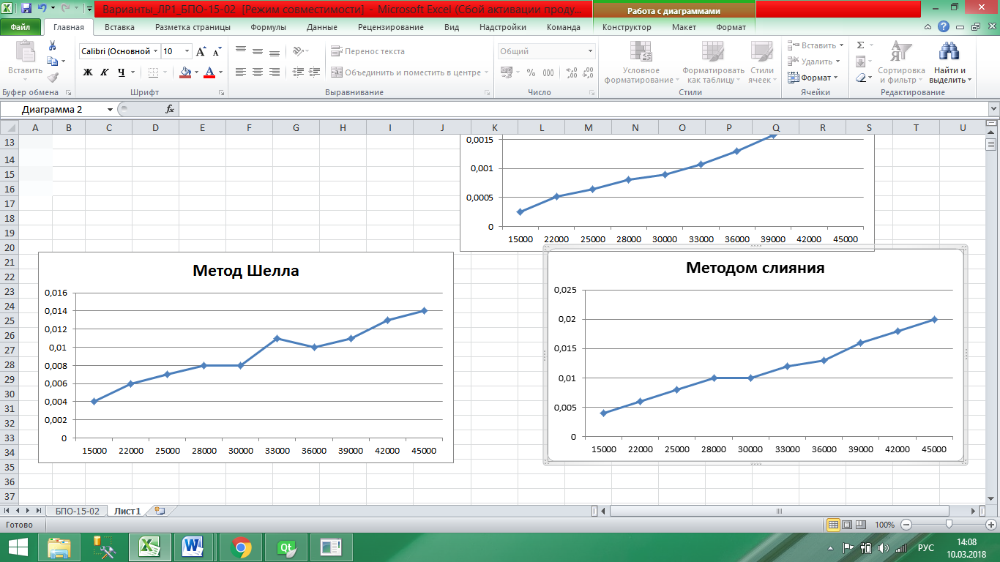 Варианты_ЛР1_БПО-15-02 [Режим совместимости] - Microsoft Excel (Сбой активации проду...
Работа с диаграммами
Файл Главная Вставка Разметка страницы Формулы Данные Рецензирование Вид Надстройки Команда Конструктор Макет Формат
Calibri (Основной 10 Перенос текста Общий Вставить Σ
Вставить Ж К Ч Объединить и поместить в центре % 000 Условное форматирование Форматировать как таблицу Стили ячеек Удалить Формат Сортировка и фильтр Найти и выделить
Буфер обмена Шрифт Выравнивание Число Стили Ячейки Редактирование
Диаграмма 2 fx
A B C D E F G H I J K L M N O P Q R S T U
13
14
15
16
17
18
19
20
21
22
23
24
25
26
27
28
29
30
31
32
33
34
35
36
37
0,0015
0,001
0,0005
0
15000 22000 25000 28000 30000 33000 36000 39000 42000 45000
Метод Шелла
0,016
0,014
0,012
0,01
0,008
0,006
0,004
0,002
0
15000 22000 25000 28000 30000 33000 36000 39000 42000 45000
Методом слияния
0,025
0,02
0,015
0,01
0,005
0
15000 22000 25000 28000 30000 33000 36000 39000 42000 45000
БПО-15-02 Лист1
Готово 100%
Qt РУС 14:08
10.03.2018